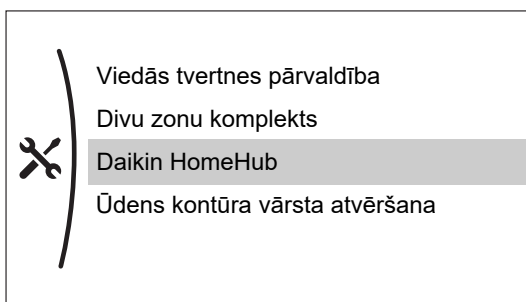 Viedās tvertnes pārvaldība
Divu zonu komplekts
Daikin HomeHub
Ūdens kontūra vārsta atvēršana